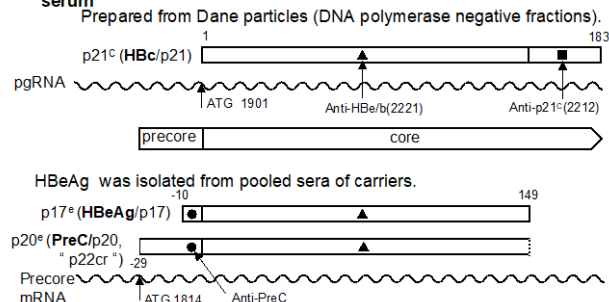 serum
Prepared from Dane particles (DNA polymerase negative fractions).
1 183
p21ᶜ (HBc/p21)
pgRNA
ATG 1901 Anti-HBe/b(2221) Anti-p21ᶜ(2212)
precore core
HBeAg was isolated from pooled sera of carriers.
-10 149
p17ᵉ (HBeAg/p17)
p20ᵉ (PreC/p20,
“ p22cr “) -29
Precore
mRNA ATG 1814 Anti-PreC